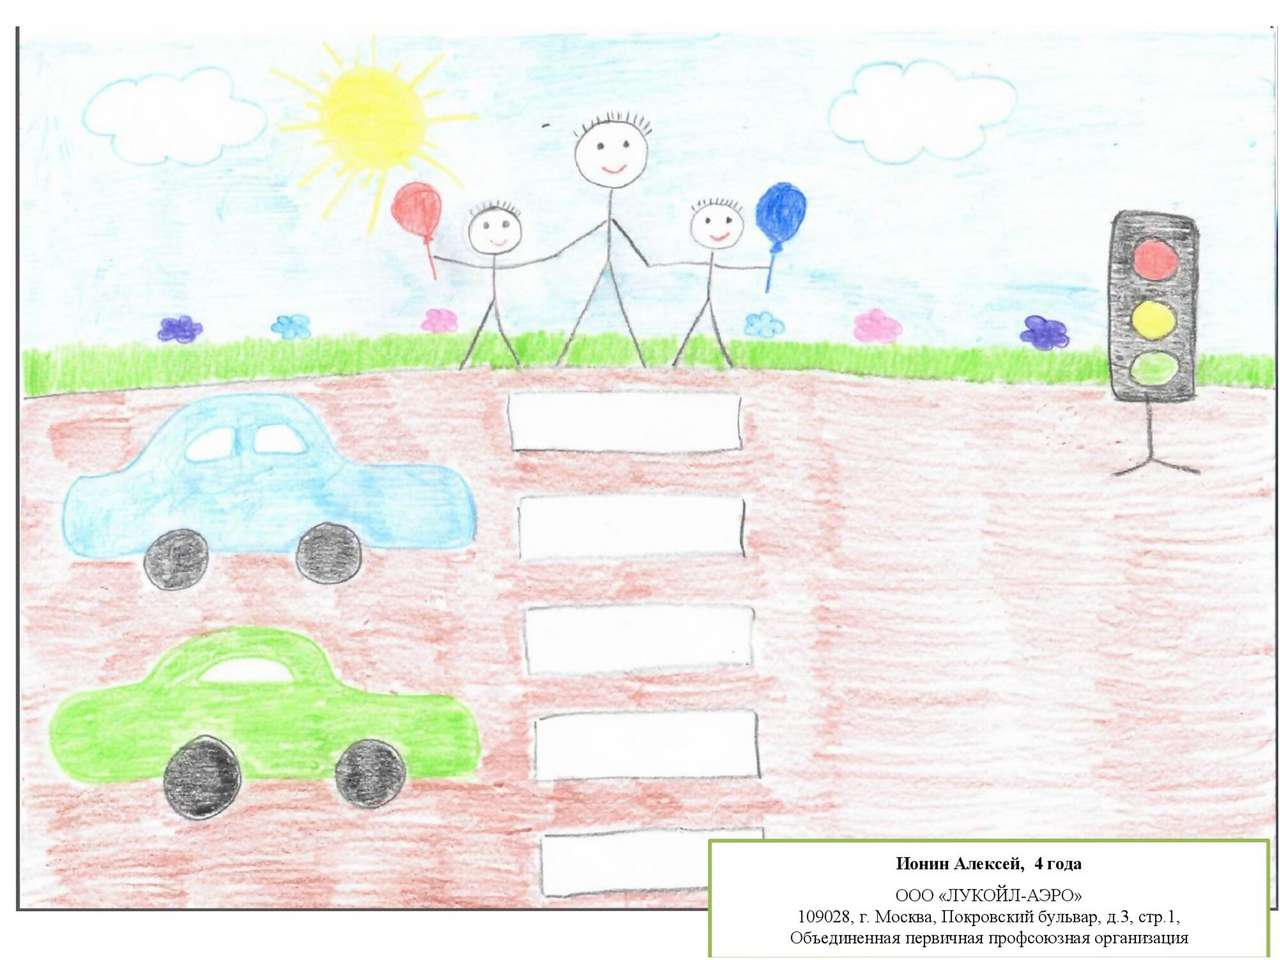 Ионин Алексей, 4 года
ООО «ЛУКОЙЛ-АЭРО»
109028, г. Москва, Покровский бульвар, д.3, стр.1,
Объединенная первичная профсоюзная организация